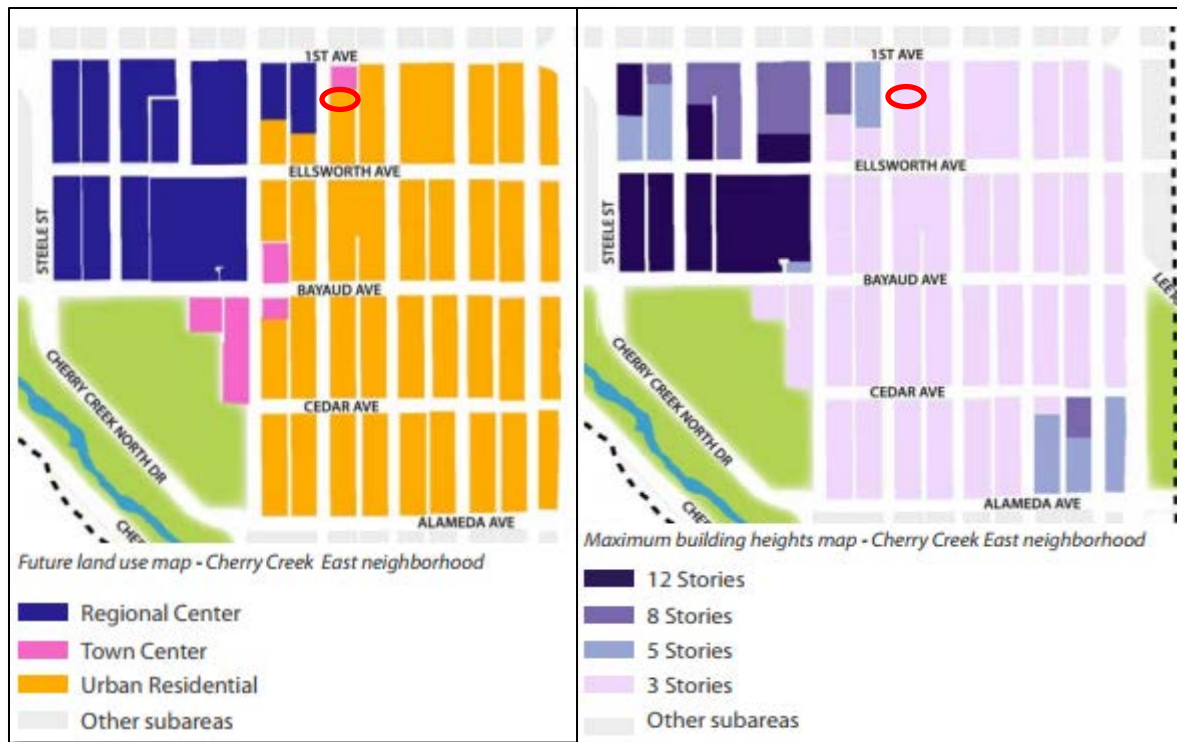 1ST AVE
ELLSWORTH AVE
STEELE ST
BAYAUD AVE
CHERRY CREEK NORTH DR
CEDAR AVE
ALAMEDA AVE
Future land use map - Cherry Creek East neighborhood
Regional Center
Town Center
Urban Residential
Other subareas
1ST AVE
ELLSWORTH AVE
STEELE ST
BAYAUD AVE
CHERRY CREEK NORTH DR
CEDAR AVE
ALAMEDA AVE
Maximum building heights map - Cherry Creek East neighborhood
12 Stories
8 Stories
5 Stories
3 Stories
Other subareas